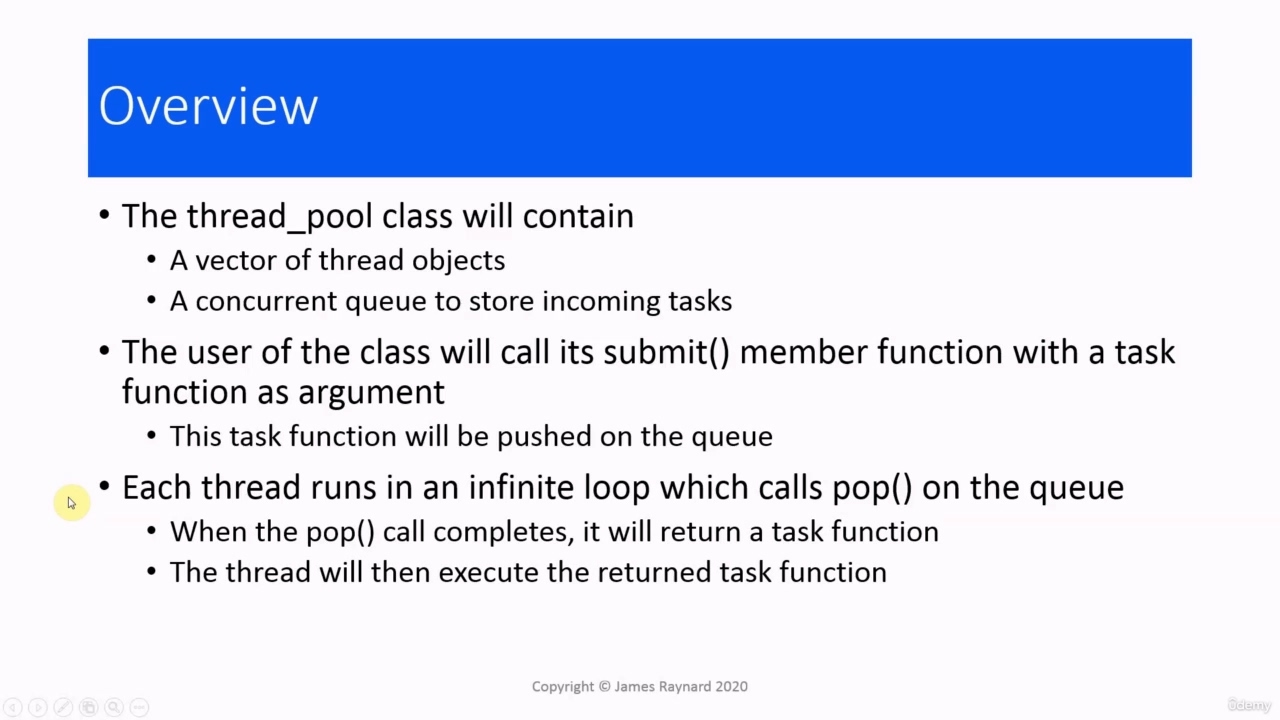 Overview
• The thread_pool class will contain
• A vector of thread objects
• A concurrent queue to store incoming tasks
• The user of the class will call its submit() member function with a task
function as argument
• This task function will be pushed on the queue
• Each thread runs in an infinite loop which calls pop() on the queue
• When the pop() call completes, it will return a task function
• The thread will then execute the returned task function
Copyright © James Raynard 2020
ûdemy